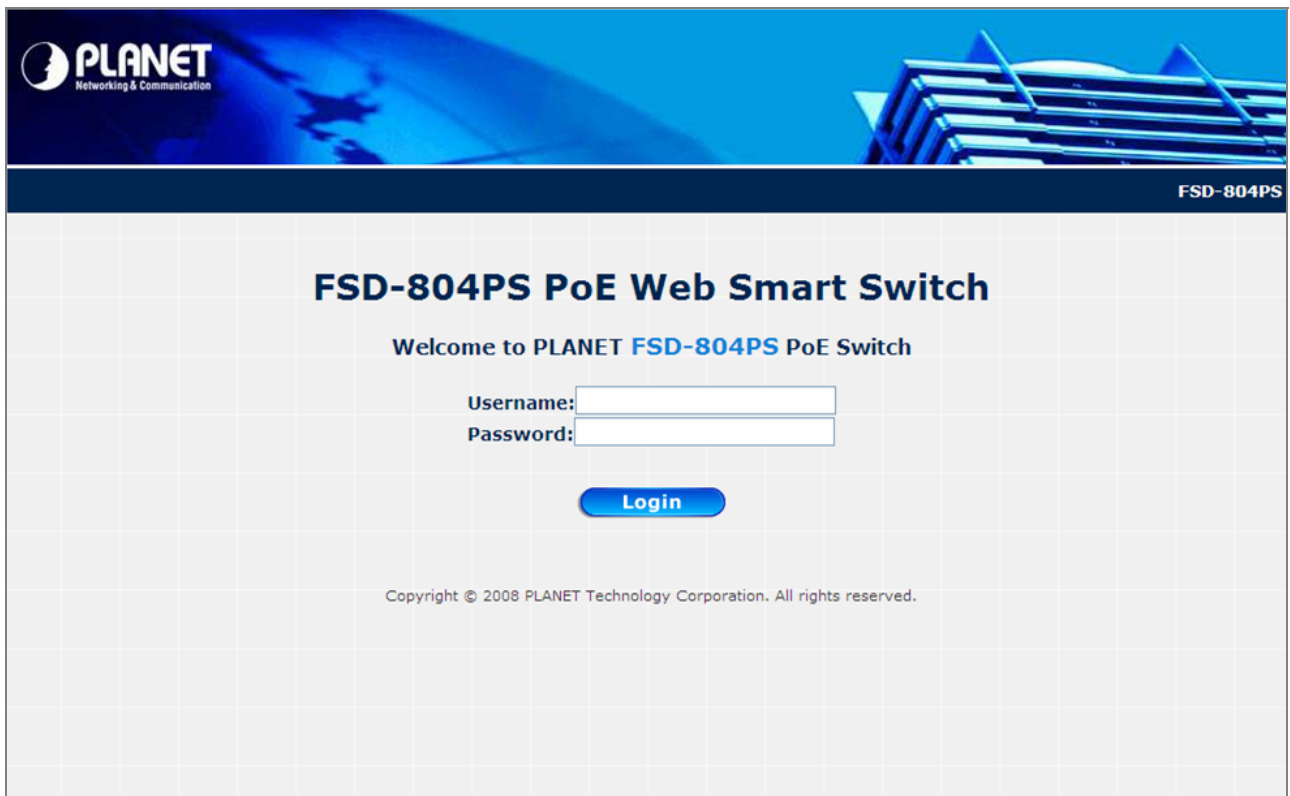 PLANET
Networking & Communication
FSD-804PS
FSD-804PS PoE Web Smart Switch
Welcome to PLANET FSD-804PS PoE Switch
Username:
Password:
Login
Copyright © 2008 PLANET Technology Corporation. All rights reserved.